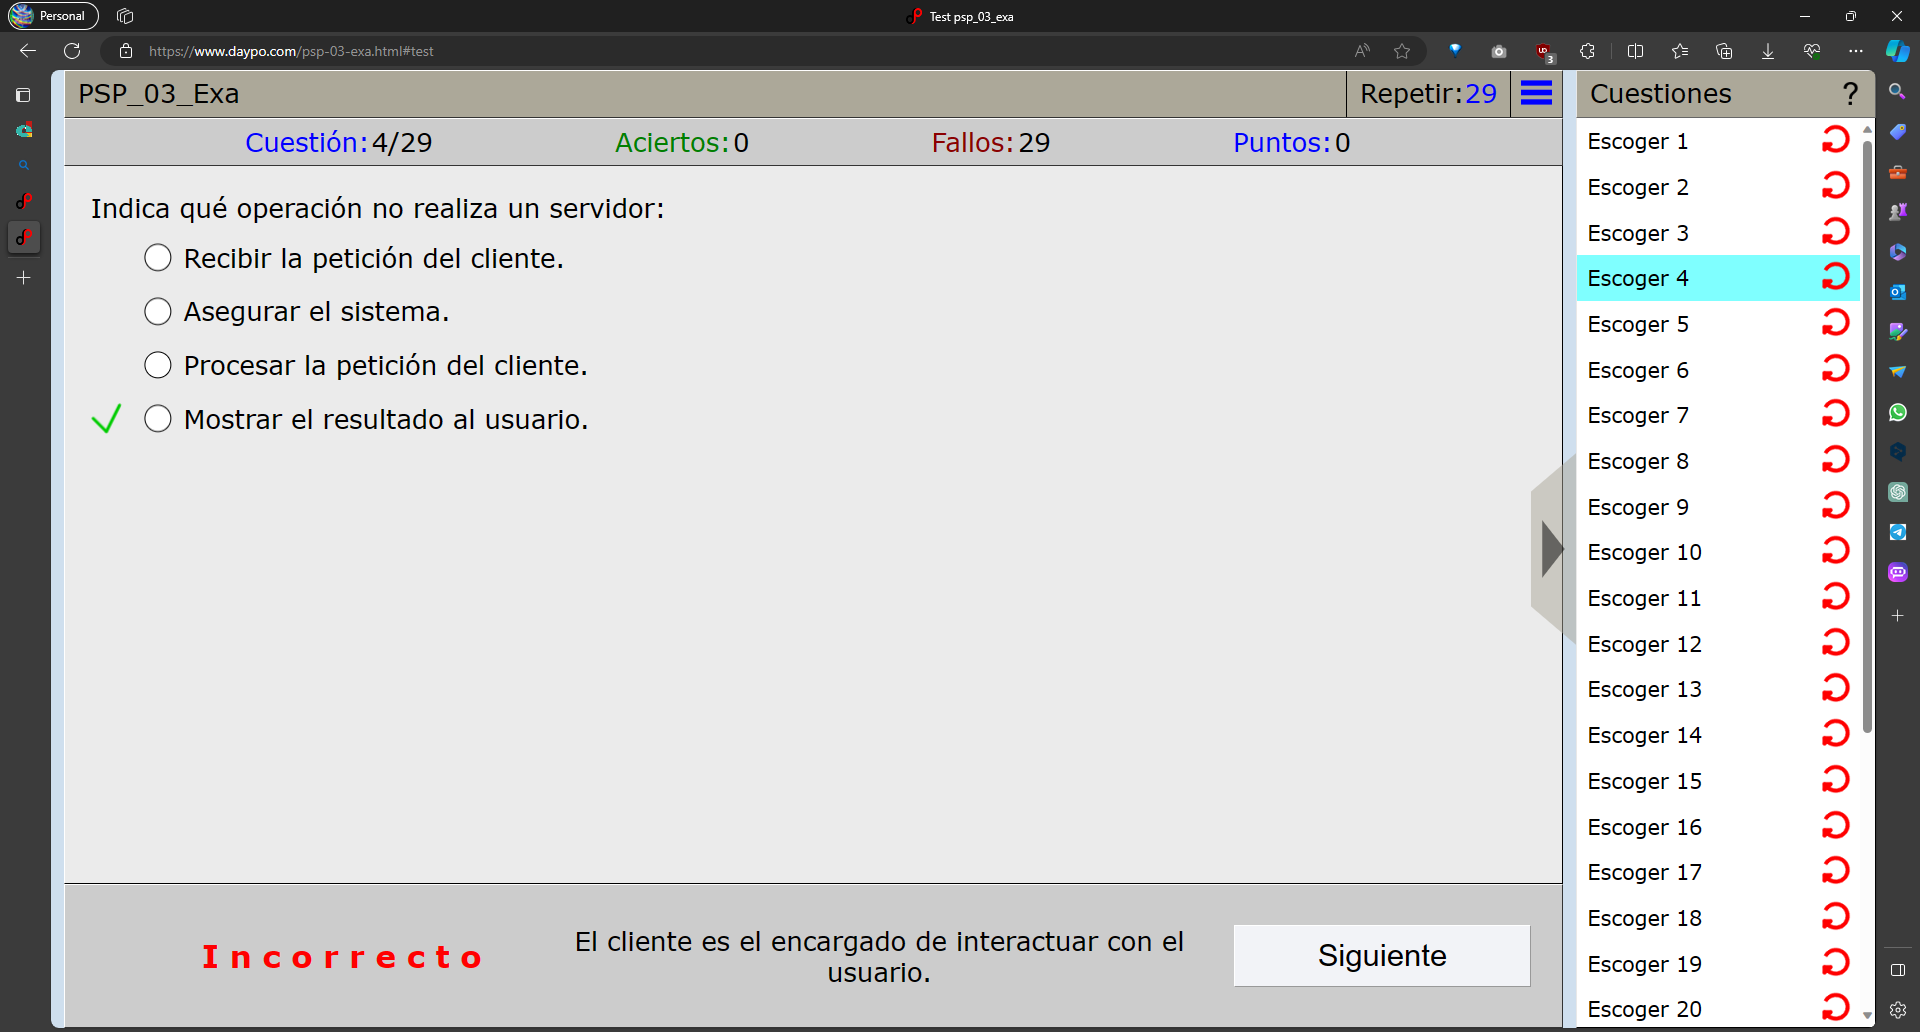 Personal
Test psp_03_exa
https://www.daypo.com/psp-03-exa.html#test
3
PSP_03_Exa
Repetir:29
Cuestión:4/29
Aciertos:0
Fallos:29
Puntos:0
Indica qué operación no realiza un servidor:
Recibir la petición del cliente.
Asegurar el sistema.
Procesar la petición del cliente.
Mostrar el resultado al usuario.
Incorrecto
El cliente es el encargado de interactuar con el
usuario.
Siguiente
Cuestiones
?
Escoger 1
Escoger 2
Escoger 3
Escoger 4
Escoger 5
Escoger 6
Escoger 7
Escoger 8
Escoger 9
Escoger 10
Escoger 11
Escoger 12
Escoger 13
Escoger 14
Escoger 15
Escoger 16
Escoger 17
Escoger 18
Escoger 19
Escoger 20